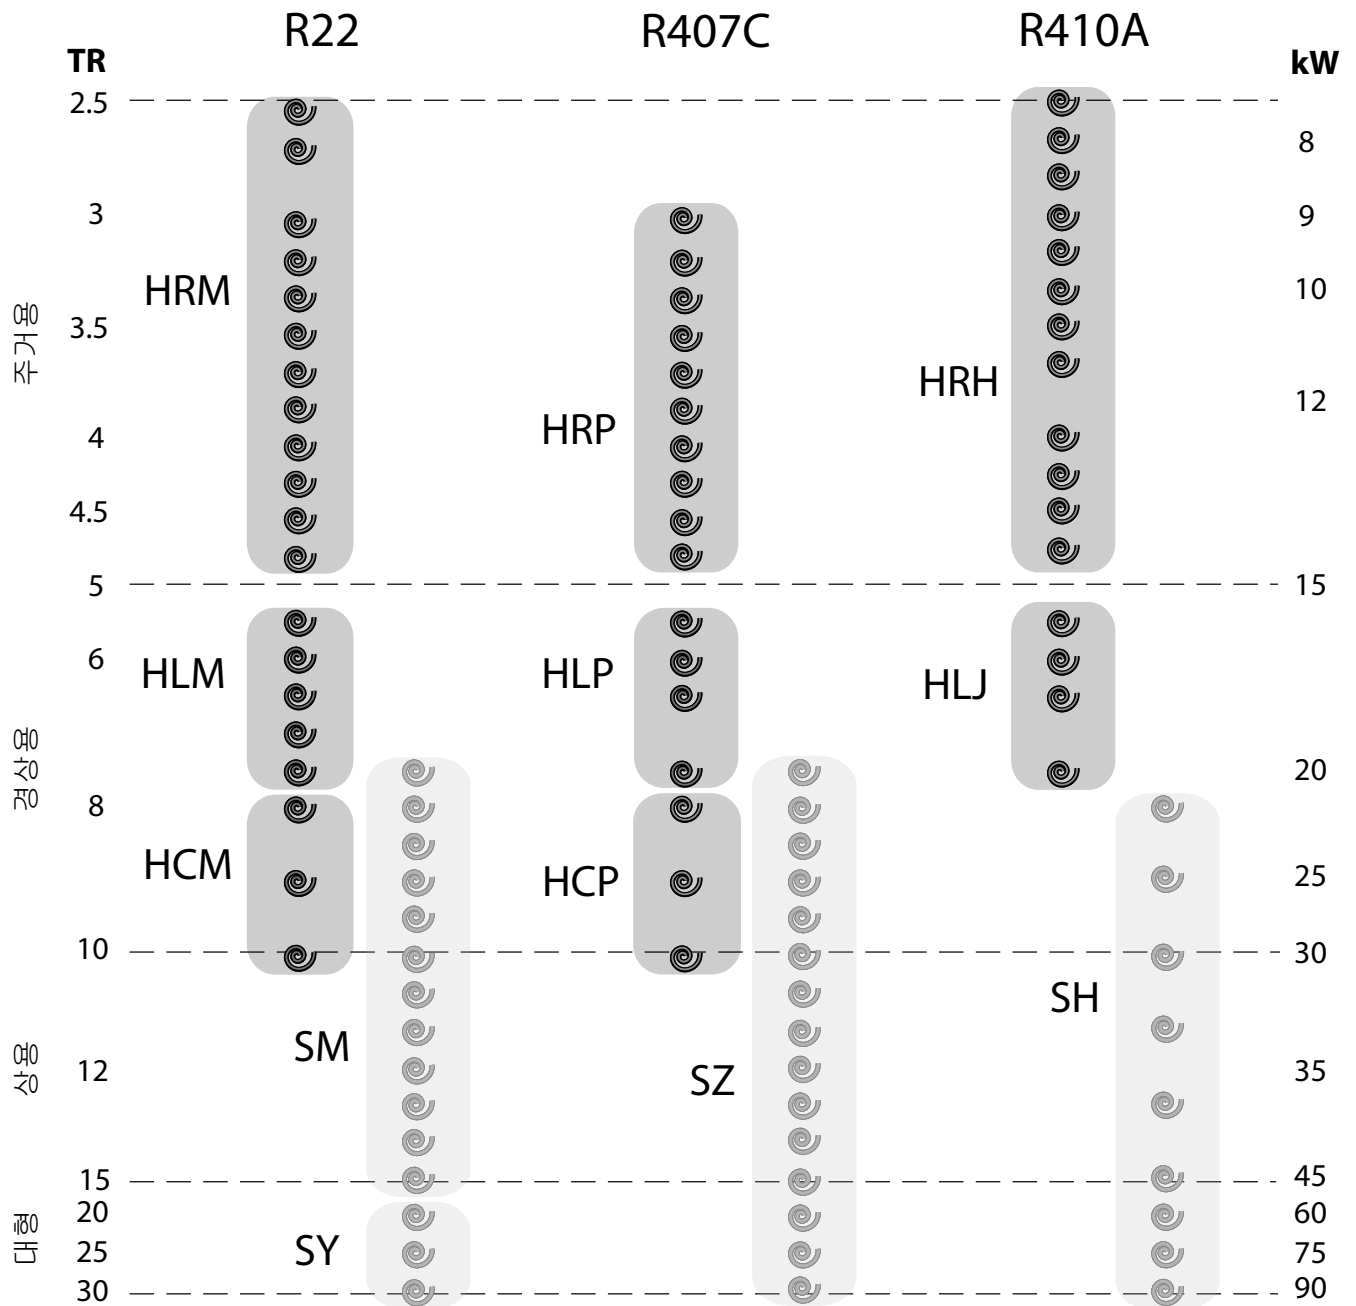 R22 R407C R410A
TR kW
2.5
8
3 9
HRM 10
주거용
3.5
HRH
12
HRP
4
4.5
5 15
6
HLM HLP HLJ
경상용
20
8
HCM HCP 25
10 30
SH
SM
상용
12 35
SZ
15 45
20 60
대형
SY
25 75
30 90